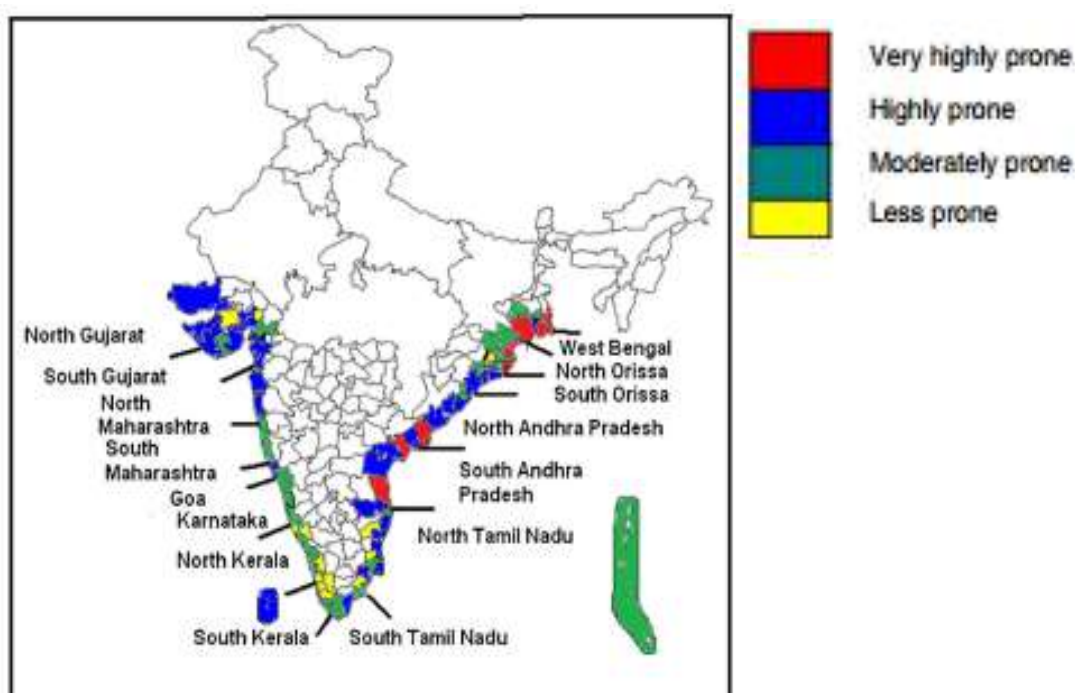 Very highly prone
Highly prone
Moderately prone
Less prone
North Gujarat
South Gujarat
North
Maharashtra
South
Maharashtra
Goa
Karnataka
North Kerala
South Kerala
South Tamil Nadu
West Bengal
North Orissa
South Orissa
North Andhra Pradesh
South Andhra
Pradesh
North Tamil Nadu